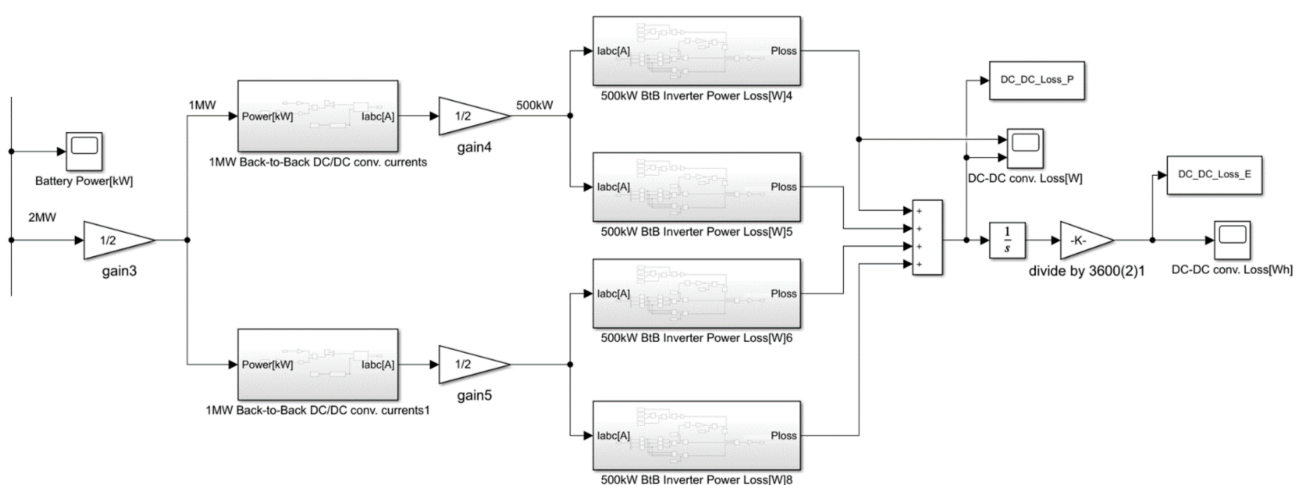 Iabc[A]
Ploss
500kW BtB Inverter Power Loss[W]4
DC_DC_Loss_P
1MW
Power[kW]
Iabc[A]
1/2
gain4
500kW
1MW Back-to-Back DC/DC conv. currents
Battery Power[kW]
DC-DC conv. Loss[W]
DC_DC_Loss_E
Iabc[A]
Ploss
500kW BtB Inverter Power Loss[W]5
2MW
1/2
gain3
+
+
+
+
1
s
-K-
divide by 3600(2)1
DC-DC conv. Loss[Wh]
Iabc[A]
Ploss
500kW BtB Inverter Power Loss[W]6
Power[kW]
Iabc[A]
1/2
gain5
1MW Back-to-Back DC/DC conv. currents1
Iabc[A]
Ploss
500kW BtB Inverter Power Loss[W]8